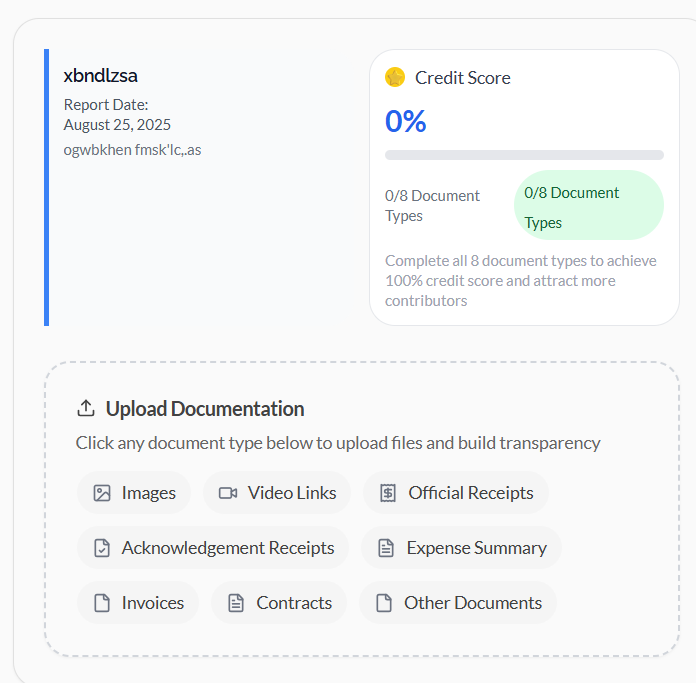 xbndlzsa
Report Date:
August 25, 2025
ogwbkhen fmsk'lc,.as
Credit Score
0%
0/8 Document
Types
0/8 Document
Types
Complete all 8 document types to achieve
100% credit score and attract more
contributors
Upload Documentation
Click any document type below to upload files and build transparency
Images
Video Links
Official Receipts
Acknowledgement Receipts
Expense Summary
Invoices
Contracts
Other Documents